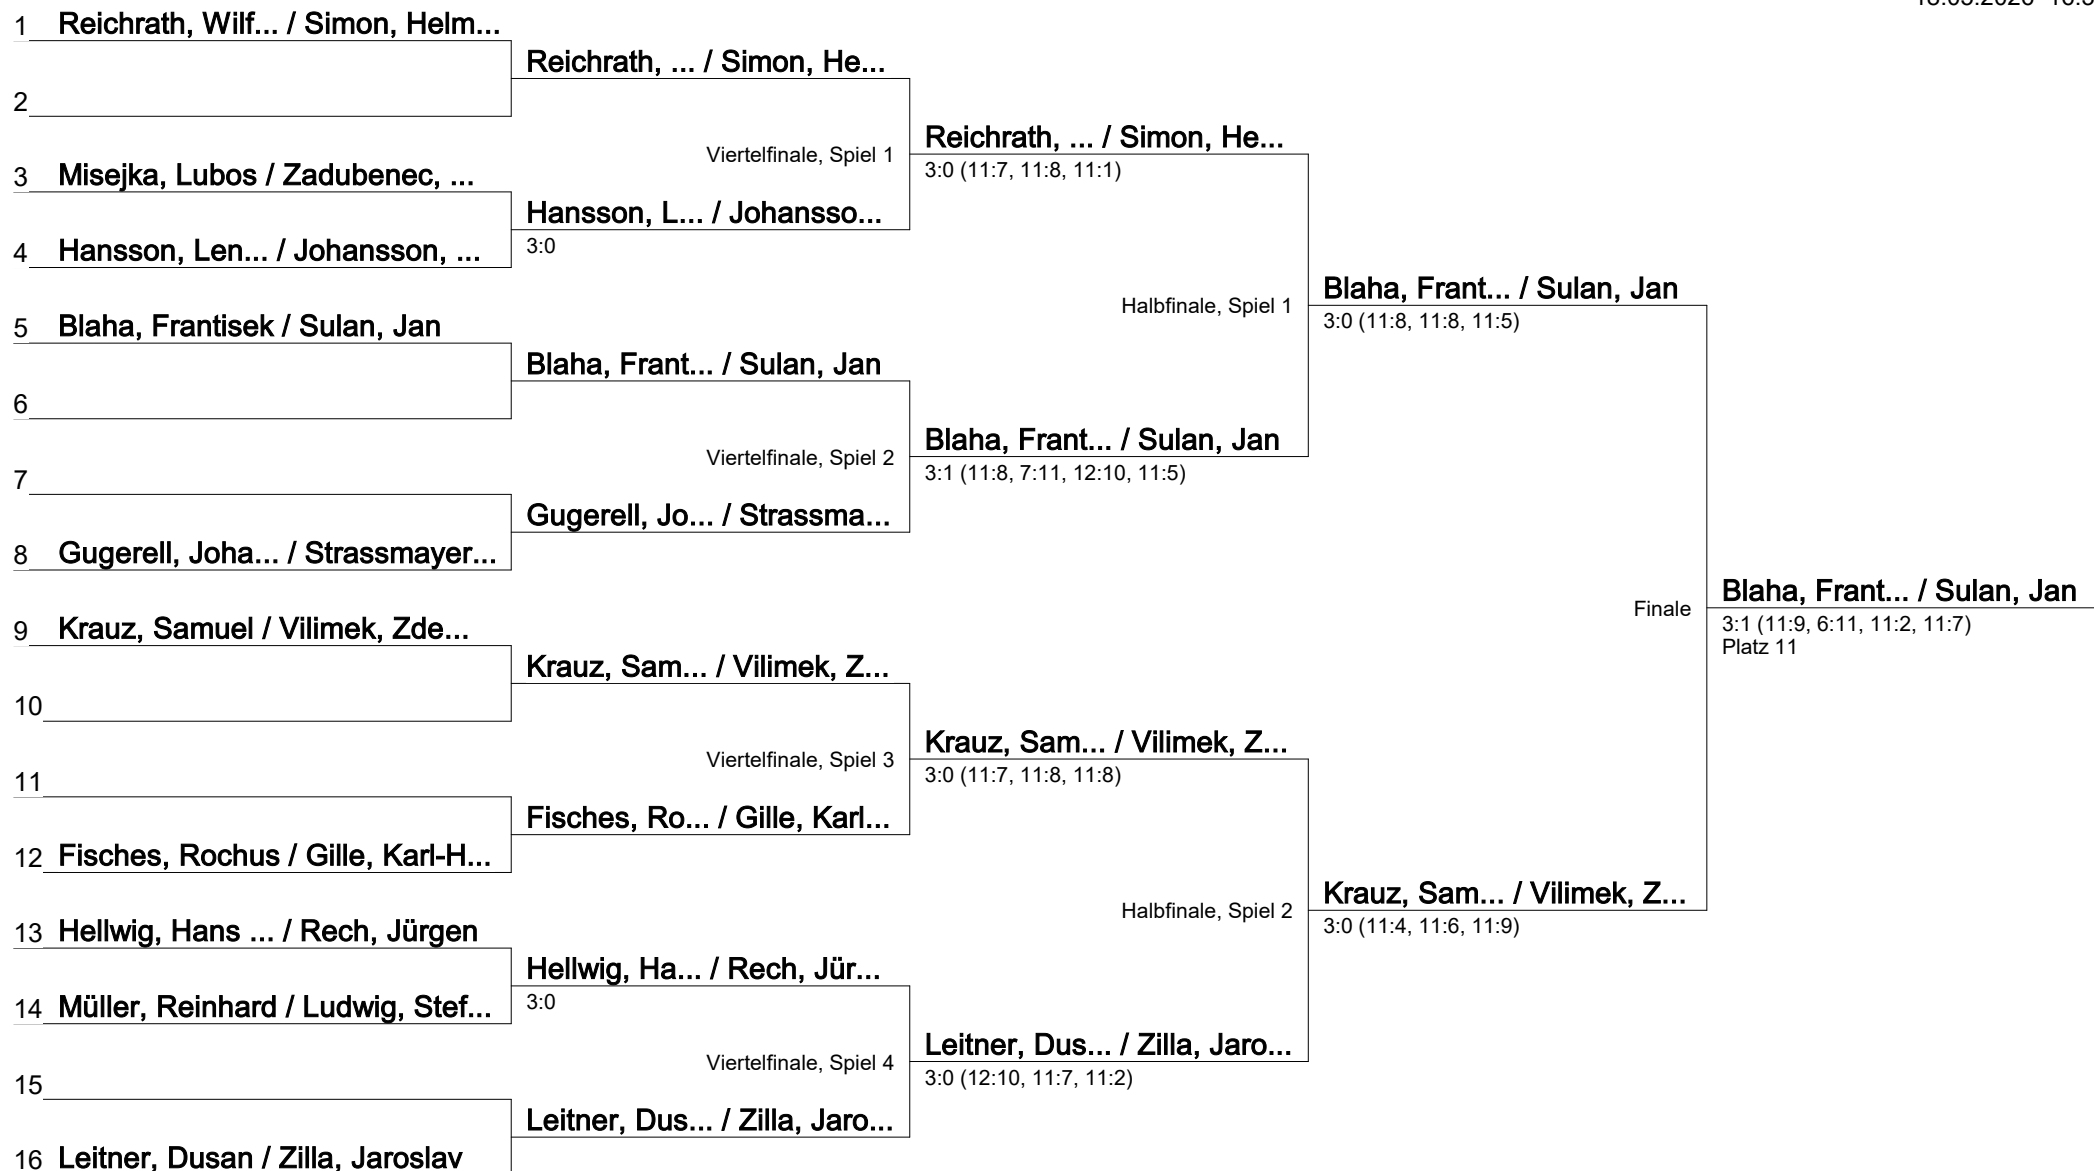 1 Reichrath, Wilf... / Simon, Helm...
Reichrath, ... / Simon, He...
2
Viertelfinale, Spiel 1
Reichrath, ... / Simon, He...
3:0 (11:7, 11:8, 11:1)
3 Misejka, Lubos / Zadubenec, ...
Hansson, L... / Johansso...
3:0
4 Hansson, Len... / Johansson, ...
Halbfinale, Spiel 1
Blaha, Frant... / Sulan, Jan
3:0 (11:8, 11:8, 11:5)
5 Blaha, Frantisek / Sulan, Jan
Blaha, Frant... / Sulan, Jan
6
Viertelfinale, Spiel 2
Blaha, Frant... / Sulan, Jan
3:1 (11:8, 7:11, 12:10, 11:5)
7
Gugerell, Jo... / Strassma...
8 Gugerell, Joha... / Strassmayer...
Finale
Blaha, Frant... / Sulan, Jan
3:1 (11:9, 6:11, 11:2, 11:7)
Platz 11
9 Krauz, Samuel / Vilimek, Zde...
Krauz, Sam... / Vilimek, Z...
10
Viertelfinale, Spiel 3
Krauz, Sam... / Vilimek, Z...
3:0 (11:7, 11:8, 11:8)
11
Fisches, Ro... / Gille, Karl...
12 Fisches, Rochus / Gille, Karl-H...
Halbfinale, Spiel 2
Krauz, Sam... / Vilimek, Z...
3:0 (11:4, 11:6, 11:9)
13 Hellwig, Hans ... / Rech, Jürgen
Hellwig, Ha... / Rech, Jür...
3:0
14 Müller, Reinhard / Ludwig, Stef...
Viertelfinale, Spiel 4
Leitner, Dus... / Zilla, Jaro...
3:0 (12:10, 11:7, 11:2)
15
Leitner, Dus... / Zilla, Jaro...
16 Leitner, Dusan / Zilla, Jaroslav